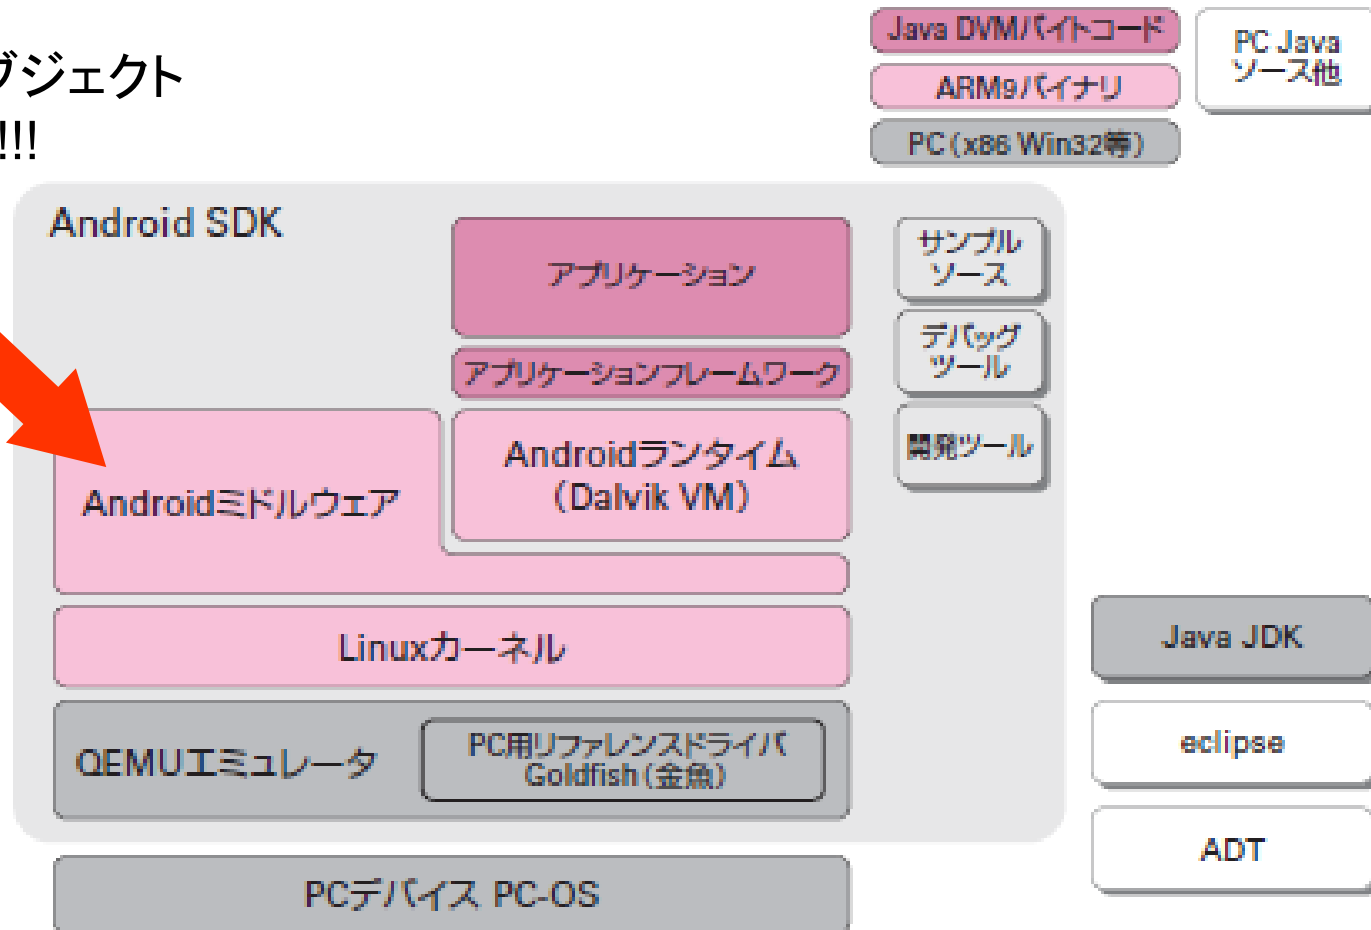 ブジェクト
!!!
Java DVMバイトコード
ARM9バイナリ
PC(x86 Win32等)
PC Java
ソース他
Android SDK
アプリケーション
アプリケーションフレームワーク
Androidランタイム
(Dalvik VM)
Androidミドルウェア
Linuxカーネル
QEMUエミュレータ
PC用リファレンスドライバ
Goldfish(金魚)
PCデバイス PC-OS
サンプル
ソース
デバッグ
ツール
開発ツール
Java JDK
eclipse
ADT